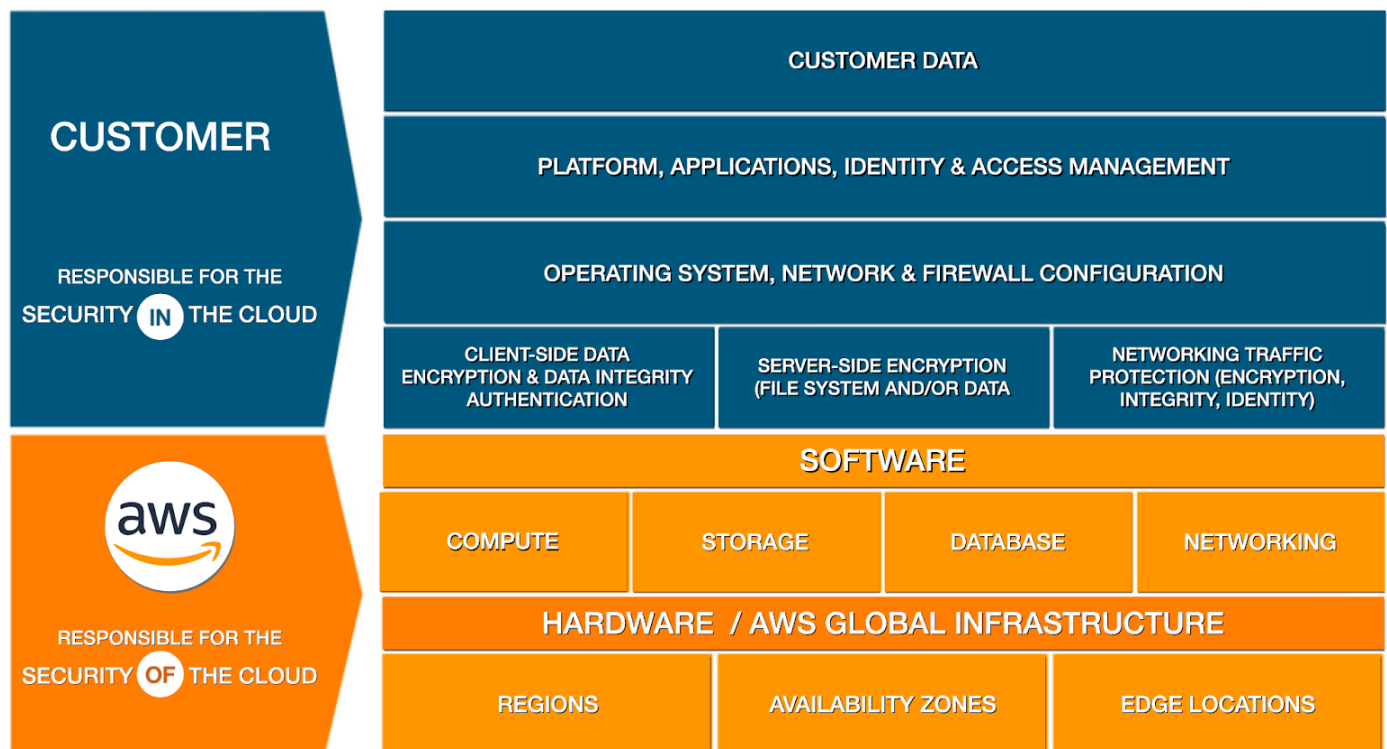 CUSTOMER
RESPONSIBLE FOR THE
SECURITY IN THE CLOUD
CUSTOMER DATA
PLATFORM, APPLICATIONS, IDENTITY & ACCESS MANAGEMENT
OPERATING SYSTEM, NETWORK & FIREWALL CONFIGURATION
CLIENT-SIDE DATA
ENCRYPTION & DATA INTEGRITY
AUTHENTICATION
SERVER-SIDE ENCRYPTION
(FILE SYSTEM AND/OR DATA
NETWORKING TRAFFIC
PROTECTION (ENCRYPTION,
INTEGRITY, IDENTITY)
aws
RESPONSIBLE FOR THE
SECURITY OF THE CLOUD
SOFTWARE
COMPUTE
STORAGE
DATABASE
NETWORKING
HARDWARE / AWS GLOBAL INFRASTRUCTURE
REGIONS
AVAILABILITY ZONES
EDGE LOCATIONS